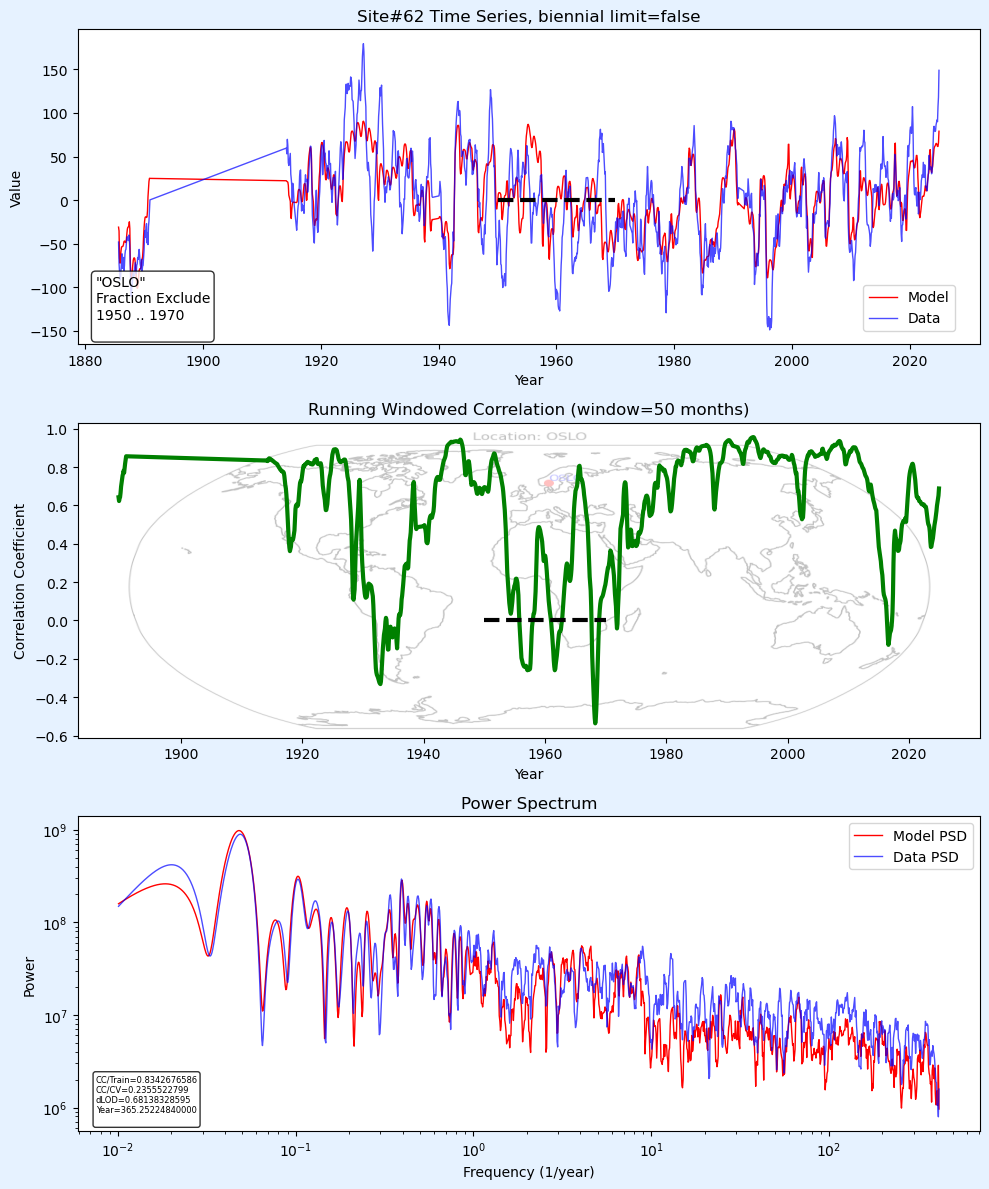 Site#62 Time Series, biennial limit=false
Value
150
100
50
0
−50
−100
−150
"OSLO"
Fraction Exclude
1950 .. 1970
Model
Data
1880
1900
1920
1940
1960
1980
2000
2020
Year
Running Windowed Correlation (window=50 months)
Correlation Coefficient
1.0
0.8
0.6
0.4
0.2
0.0
−0.2
−0.4
−0.6
Location: OSLO
1900
1920
1940
1960
1980
2000
2020
Year
Power Spectrum
Power
10⁹
10⁸
10⁷
10⁶
Model PSD
Data PSD
CC/Train=0.8342676586
CC/CV=0.2355522799
dLOD=0.68138328595
Year=365.25224840000
10⁻²
10⁻¹
10⁰
10¹
10²
Frequency (1/year)